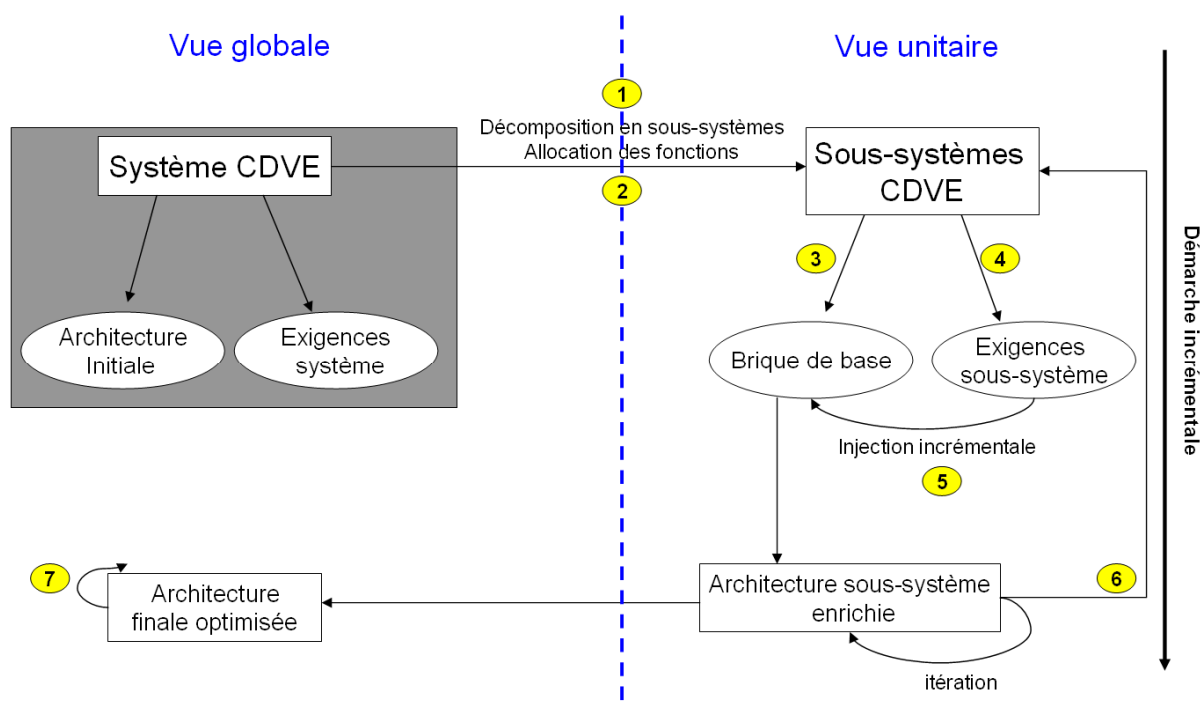 Vue globale
Vue unitaire
1
Décomposition en sous-systèmes
Allocation des fonctions
2
Système CDVE
Sous-systèmes
CDVE
3
4
Architecture
Initiale
Exigences
système
Brique de base
Exigences
sous-système
Injection incrémentale
5
Démarche incrémentale
7
Architecture
finale optimisée
Architecture sous-système
enrichie
6
itération